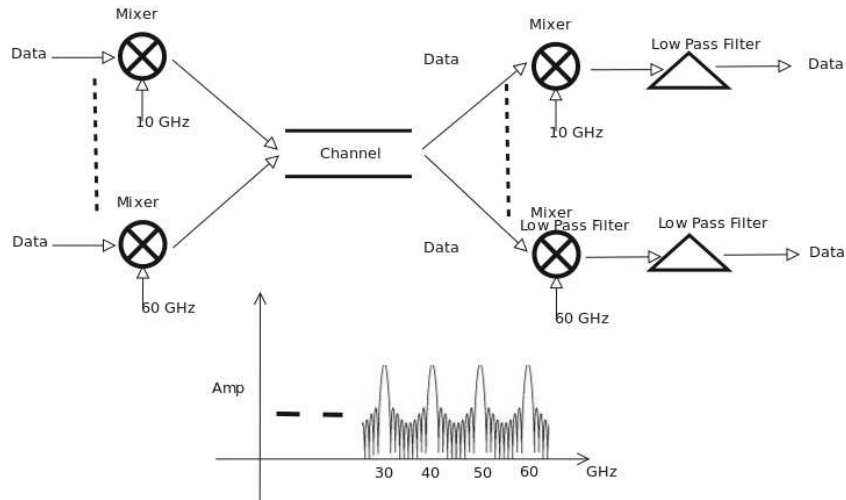 Mixer
Data
10 GHz
Mixer
Data
60 GHz
Channel
Data
Mixer
10 GHz
Low Pass Filter
Data
Data
Mixer
Low Pass Filter
60 GHz
Low Pass Filter
Data
Amp
30 40 50 60 GHz